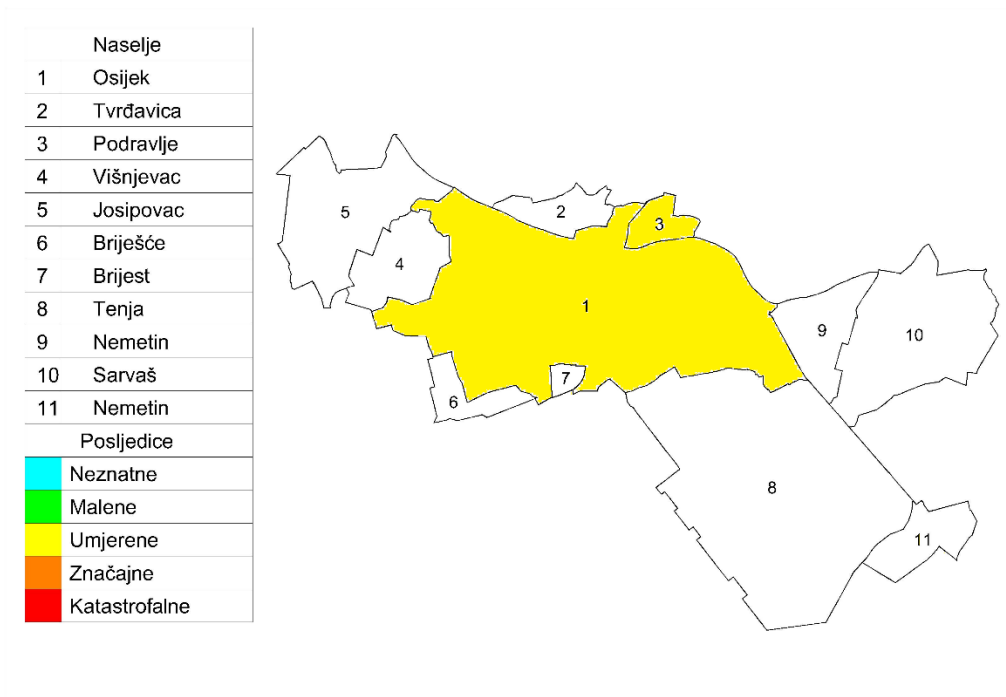 Naselje
1 Osijek
2 Tvrđavica
3 Podravlje
4 Višnjevac
5 Josipovac
6 Briješće
7 Brijest
8 Tenja
9 Nemetin
10 Sarvaš
11 Nemetin
Posljedice
Neznatne
Malene
Umjerene
Značajne
Katastrofalne
5
2
3
4
1
9
10
7
6
8
11